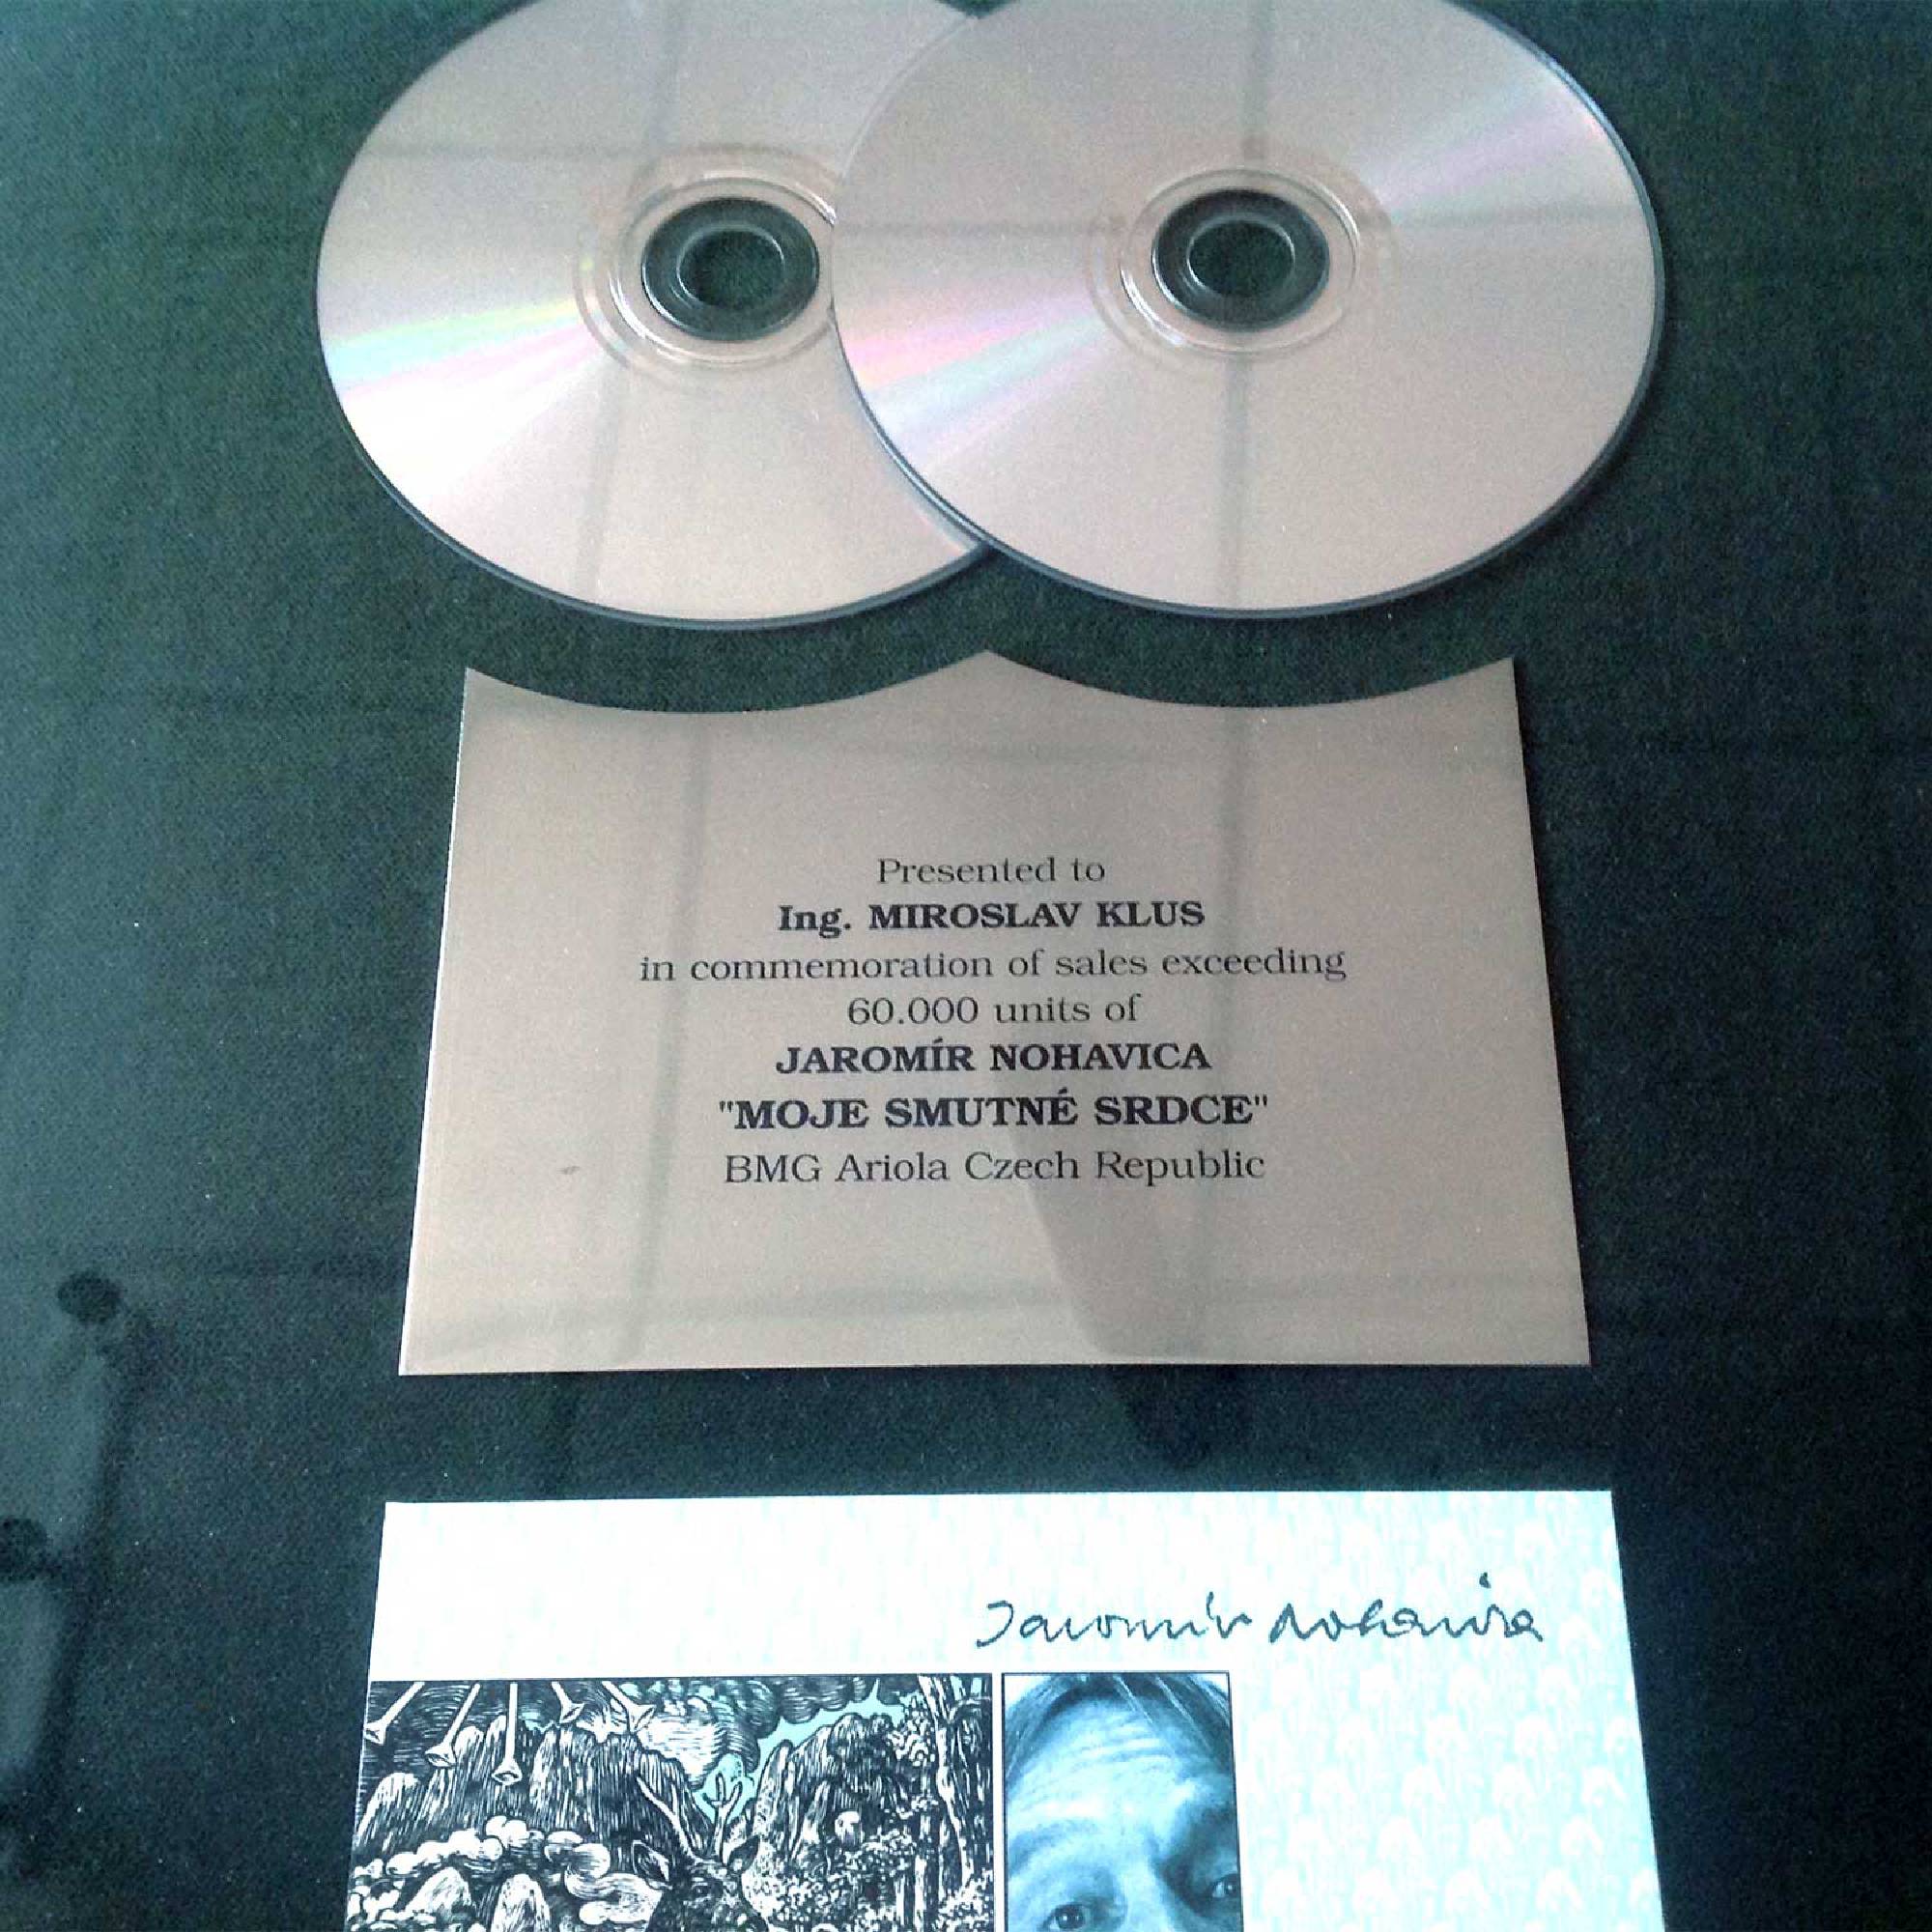 Presented to
Ing. MIROSLAV KLUS
in commemoration of sales exceeding
60.000 units of
JAROMÍR NOHAVICA
"MOJE SMUTNÉ SRDCE"
BMG Ariola Czech Republic
Jaromír Nohavica